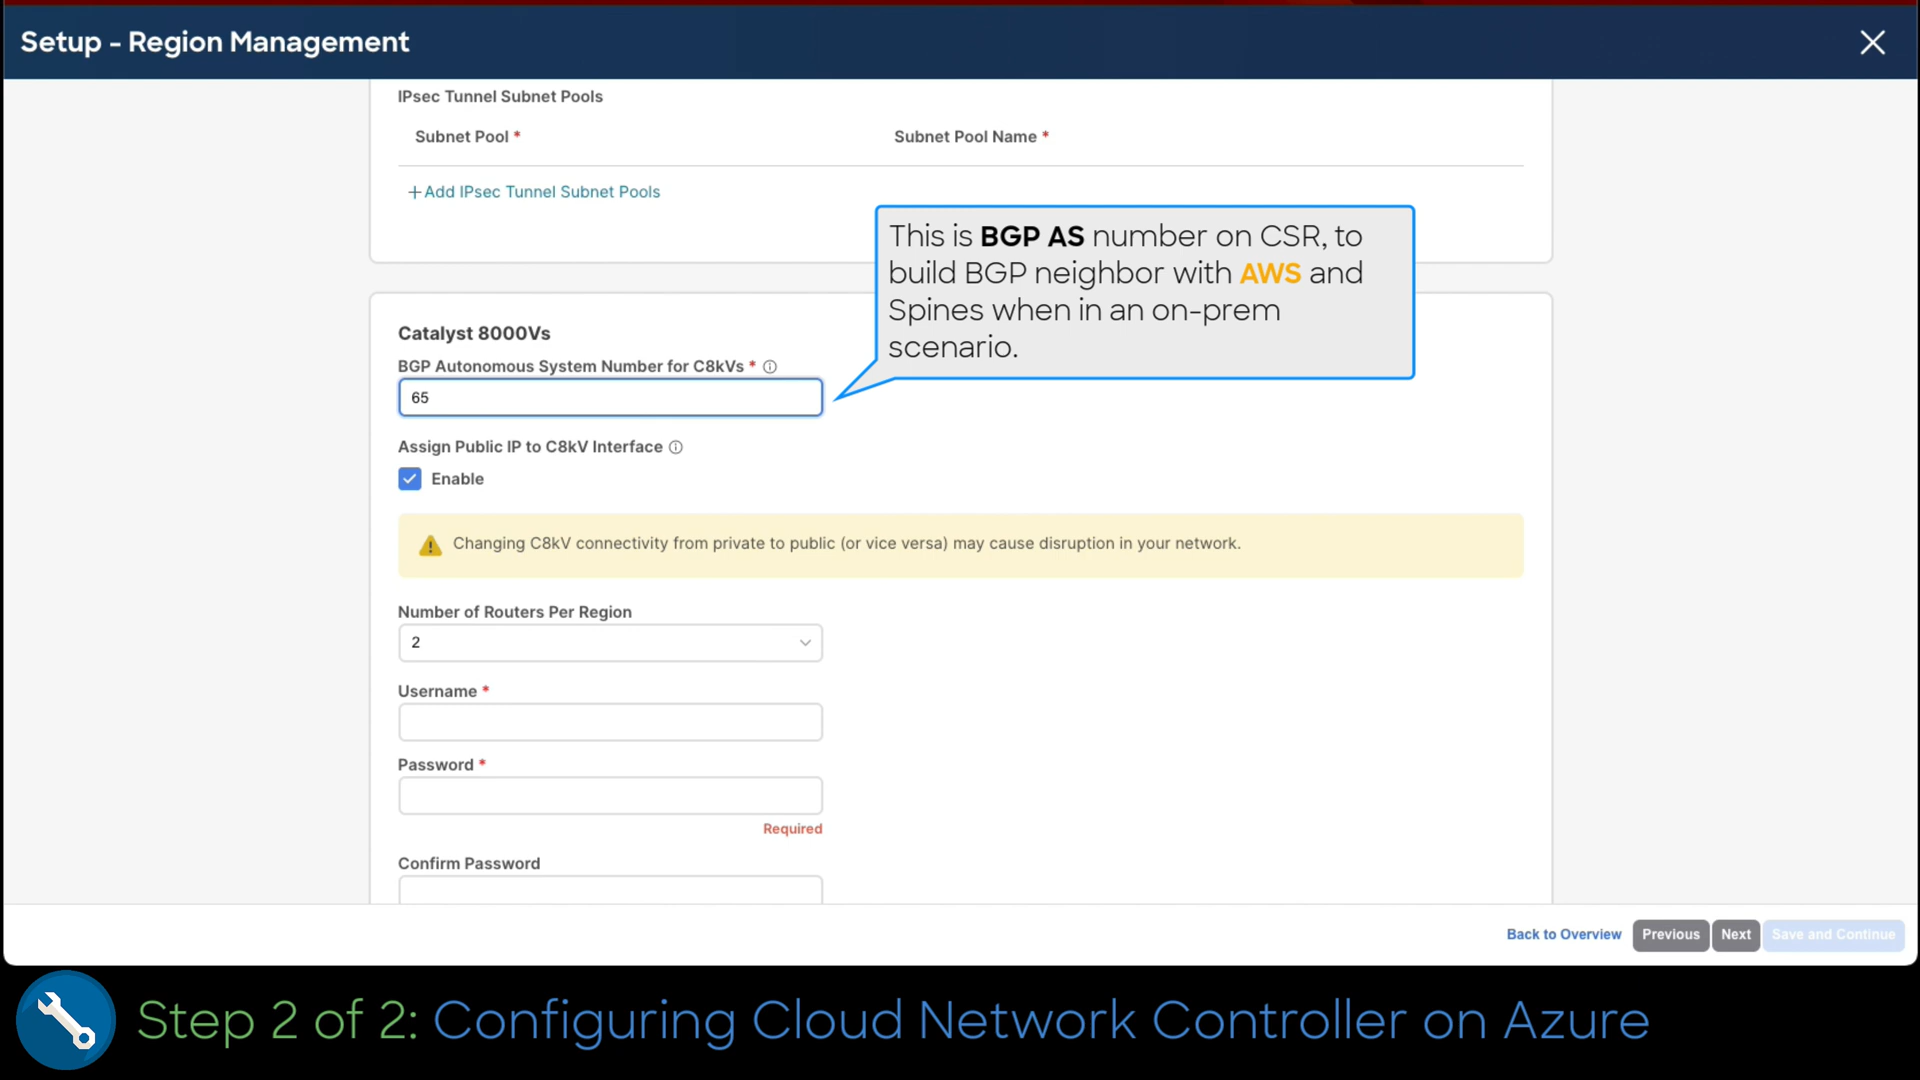 Setup - Region Management
IPsec Tunnel Subnet Pools
Subnet Pool *
Subnet Pool Name *
+Add IPsec Tunnel Subnet Pools
This is BGP AS number on CSR, to
build BGP neighbor with AWS and
Spines when in an on-prem
scenario.
Catalyst 8000Vs
BGP Autonomous System Number for C8kVs *
65
Assign Public IP to C8kV Interface
Enable
Changing C8kV connectivity from private to public (or vice versa) may cause disruption in your network.
Number of Routers Per Region
2
Username *
Password *
Required
Confirm Password
Back to Overview
Previous
Next
Save and Continue
Step 2 of 2: Configuring Cloud Network Controller on Azure